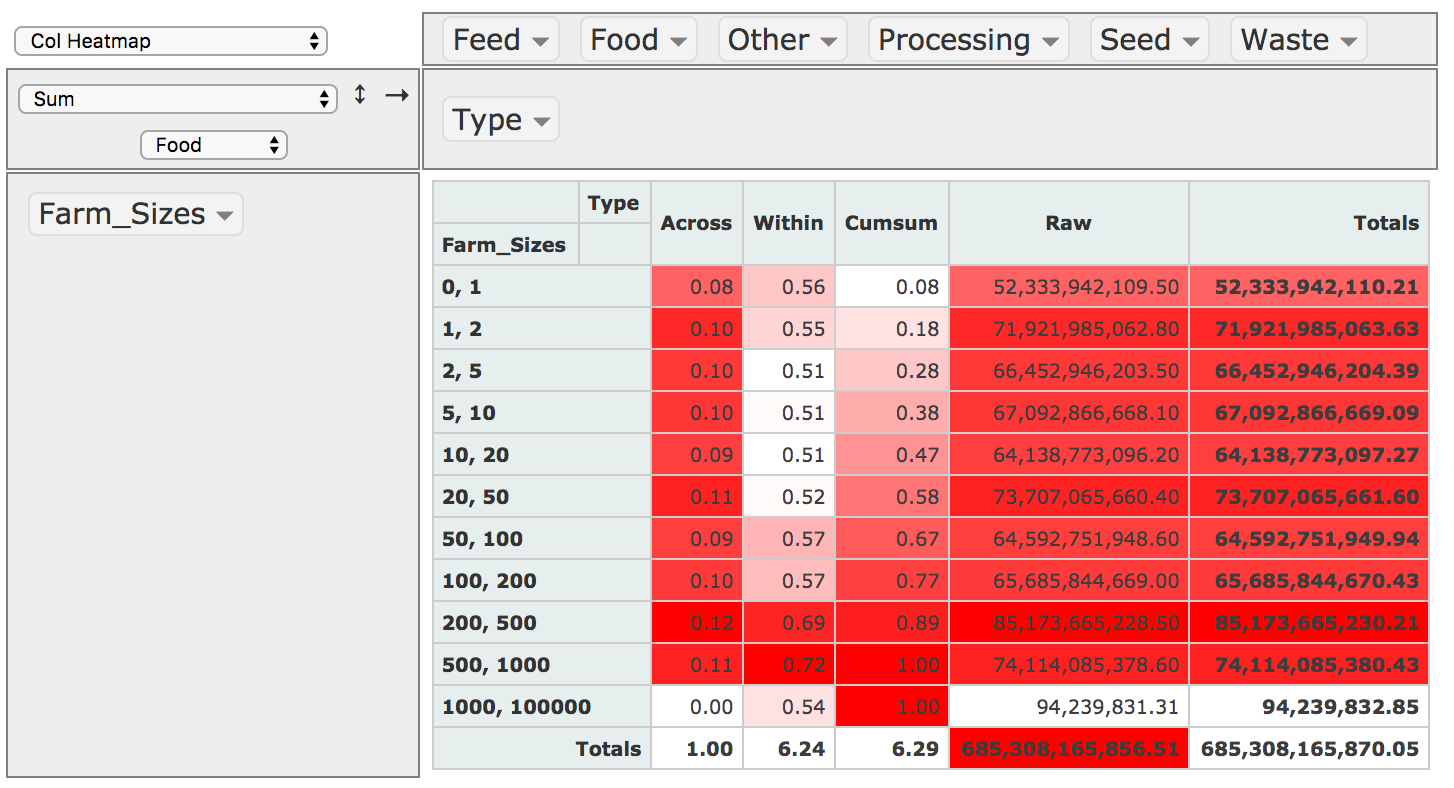 Col Heatmap
Feed Food Other Processing Seed Waste
Sum ↕ →
Food
Type
Farm_Sizes
Type Across Within Cumsum Raw Totals
Farm_Sizes
0, 1 0.08 0.56 0.08 52,333,942,109.50 52,333,942,110.21
1, 2 0.10 0.55 0.18 71,921,985,062.80 71,921,985,063.63
2, 5 0.10 0.51 0.28 66,452,946,203.50 66,452,946,204.39
5, 10 0.10 0.51 0.38 67,092,866,668.10 67,092,866,669.09
10, 20 0.09 0.51 0.47 64,138,773,096.20 64,138,773,097.27
20, 50 0.11 0.52 0.58 73,707,065,660.40 73,707,065,661.60
50, 100 0.09 0.57 0.67 64,592,751,948.60 64,592,751,949.94
100, 200 0.10 0.57 0.77 65,685,844,669.00 65,685,844,670.43
200, 500 0.12 0.69 0.89 85,173,665,228.50 85,173,665,230.21
500, 1000 0.11 0.72 1.00 74,114,085,378.60 74,114,085,380.43
1000, 100000 0.00 0.54 1.00 94,239,831.31 94,239,832.85
Totals 1.00 6.24 6.29 685,308,165,856.51 685,308,165,870.05